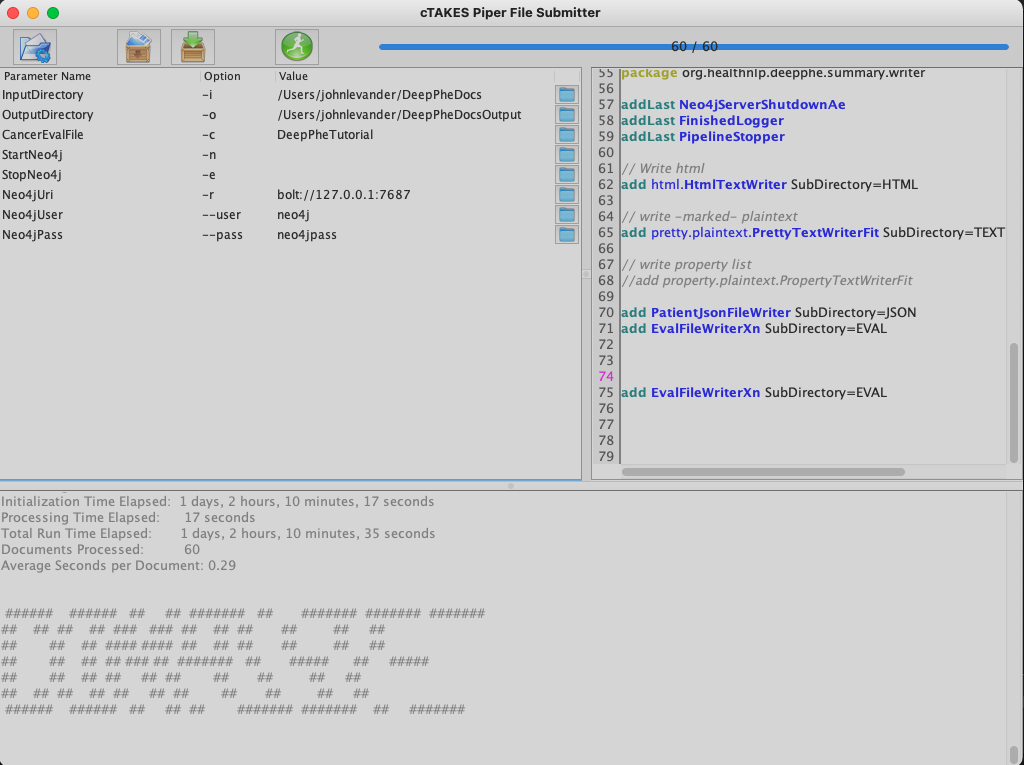 cTAKES Piper File Submitter
60 / 60
Parameter Name Option Value
InputDirectory -i /Users/johnlevander/DeepPheDocs
OutputDirectory -o /Users/johnlevander/DeepPheDocsOutput
CancerEvalFile -c DeepPheTutorial
StartNeo4j -n
StopNeo4j -e
Neo4jUri -r bolt://127.0.0.1:7687
Neo4jUser --user neo4j
Neo4jPass --pass neo4jpass
55 package org.healthnlp.deepphe.summary.writer
56
57 addLast Neo4jServerShutdownAe
58 addLast FinishedLogger
59 addLast PipelineStopper
60
61 // Write html
62 add html.HtmlTextWriter SubDirectory=HTML
63
64 // write -marked- plaintext
65 add pretty.plaintext.PrettyTextWriterFit SubDirectory=TEXT
66
67 // write property list
68 //add property.plaintext.PropertyTextWriterFit
69
70 add PatientJsonFileWriter SubDirectory=JSON
71 add EvalFileWriterXn SubDirectory=EVAL
72
73
74
75 add EvalFileWriterXn SubDirectory=EVAL
76
77
78
79
Initialization Time Elapsed: 1 days, 2 hours, 10 minutes, 17 seconds
Processing Time Elapsed: 17 seconds
Total Run Time Elapsed: 1 days, 2 hours, 10 minutes, 35 seconds
Documents Processed: 60
Average Seconds per Document: 0.29
###### ###### ## ## ####### ## ####### ####### #######
## ## ## ## ### ### ## ## ## ## ## ##
## ## ## #### #### ## ## ## ## ## ##
## ## ## ## ### ## ####### ## ##### ## #####
## ## ## ## ## ## ## ## ## ##
## ## ## ## ## ## ## ## ## ## ##
###### ###### ## ## ## ####### ####### ## #######